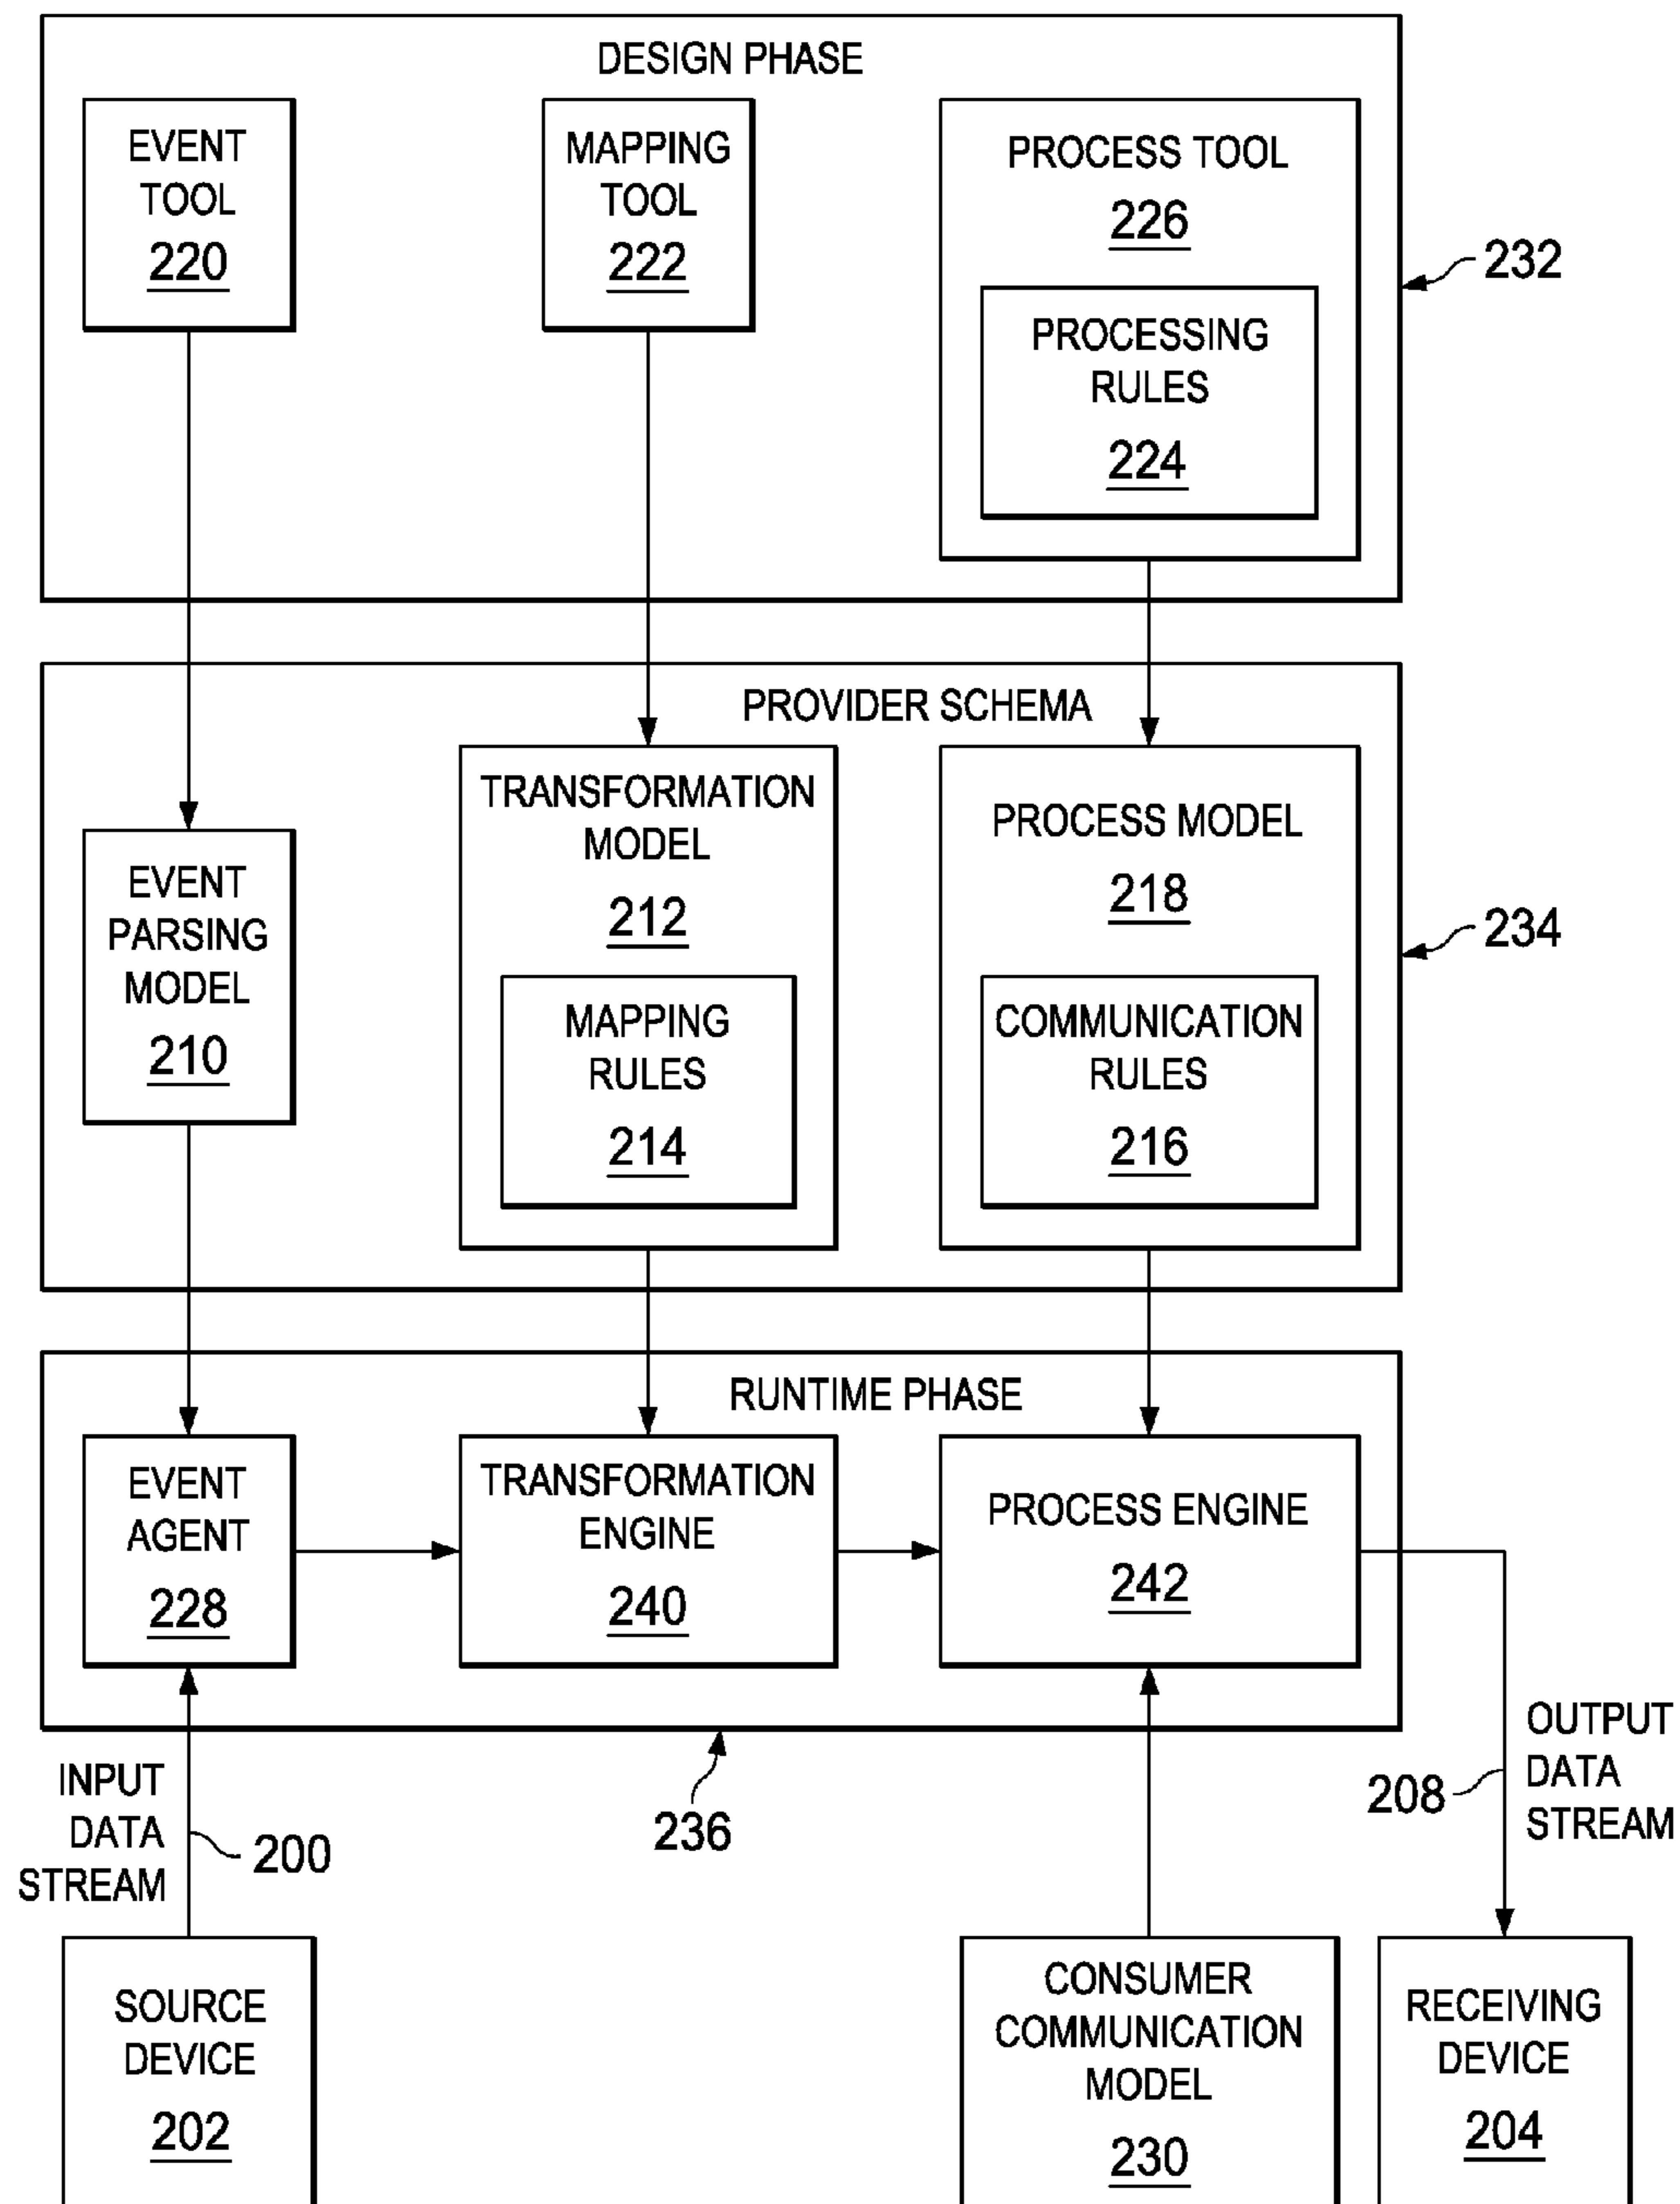 DESIGN PHASE
EVENT
TOOL
220
MAPPING
TOOL
222
PROCESS TOOL
226
PROCESSING
RULES
224
232
PROVIDER SCHEMA
EVENT
PARSING
MODEL
210
TRANSFORMATION
MODEL
212
MAPPING
RULES
214
PROCESS MODEL
218
COMMUNICATION
RULES
216
234
RUNTIME PHASE
EVENT
AGENT
228
TRANSFORMATION
ENGINE
240
PROCESS ENGINE
242
INPUT
DATA
STREAM
200
236
208
OUTPUT
DATA
STREAM
SOURCE
DEVICE
202
CONSUMER
COMMUNICATION
MODEL
230
RECEIVING
DEVICE
204